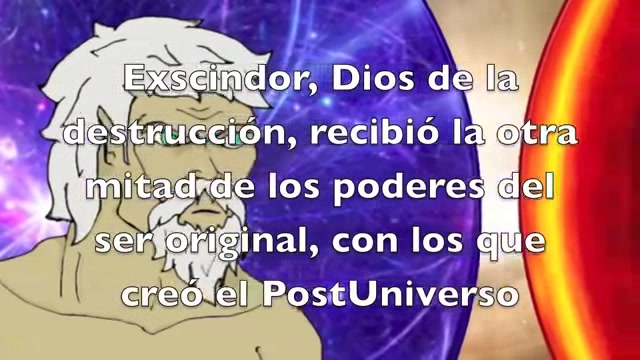 Exscindor, Dios de la
destrucción, recibió la otra
mitad de los poderes del
ser original, con los que
creó el PostUniverso